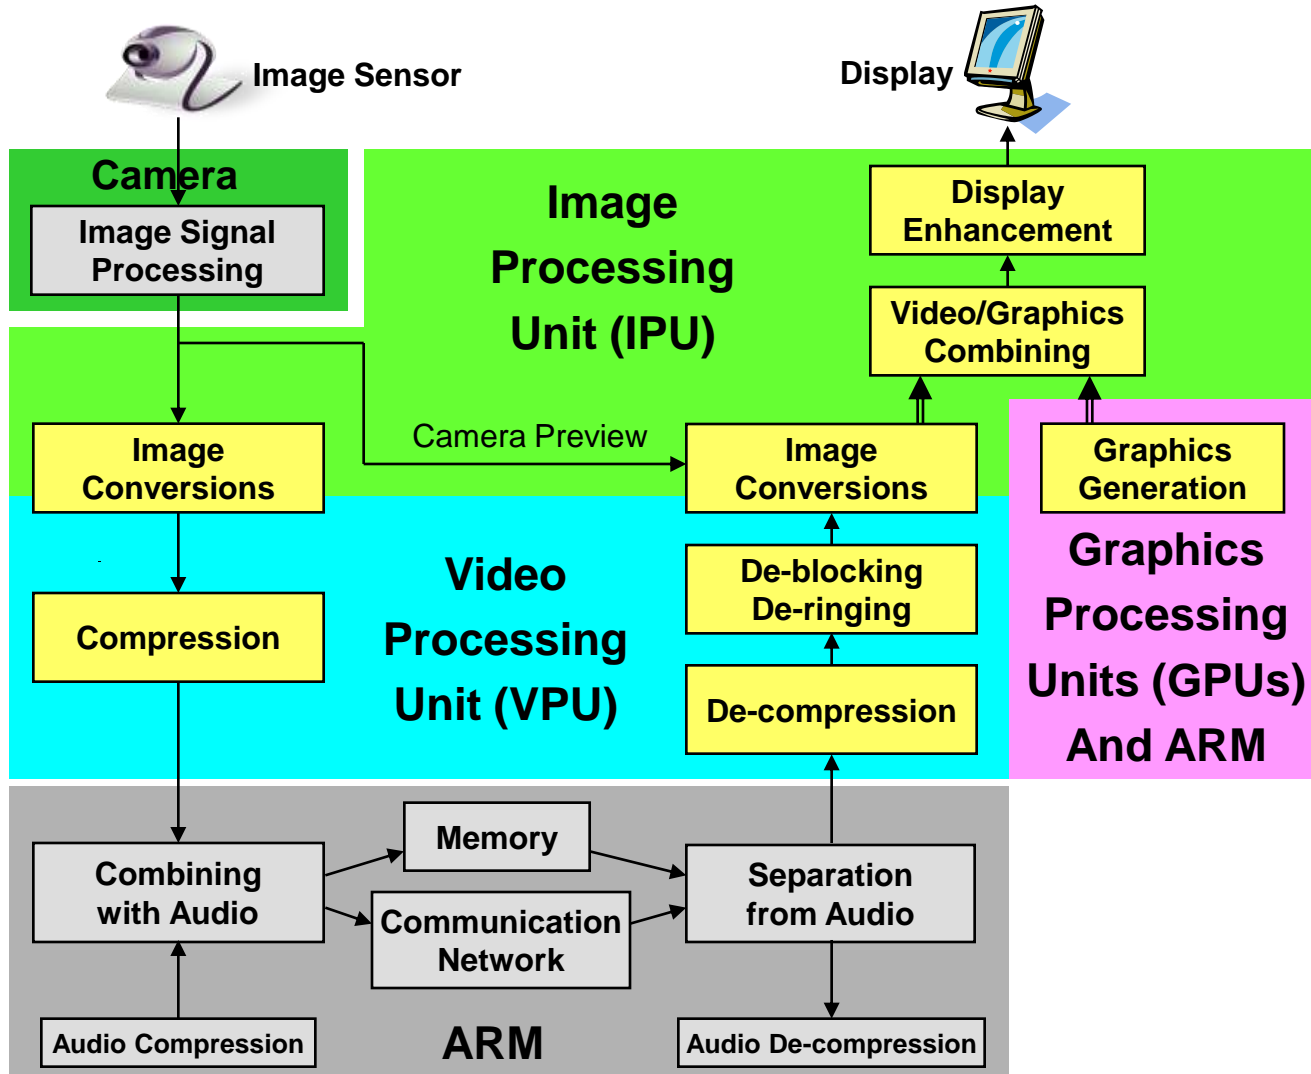 Image Sensor
Display
Camera
Image Signal
Processing
Image
Processing
Unit (IPU)
Display
Enhancement
Video/Graphics
Combining
Image
Conversions
Camera Preview
Image
Conversions
Graphics
Generation
Video
Processing
Unit (VPU)
Compression
De-blocking
De-ringing
De-compression
Graphics
Processing
Units (GPUs)
And ARM
Combining
with Audio
Memory
Communication
Network
Separation
from Audio
Audio Compression
ARM
Audio De-compression